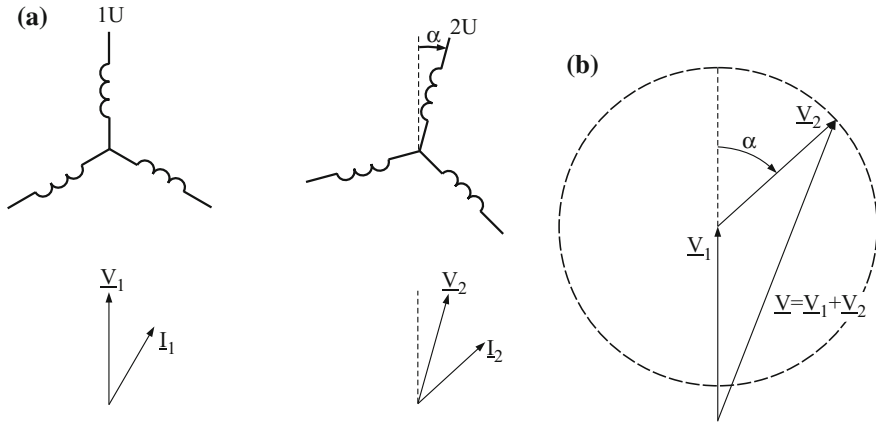 (a)
1U
α
2U
V₁
I₁
V₂
I₂
(b)
V₂
α
V₁
V=V₁+V₂